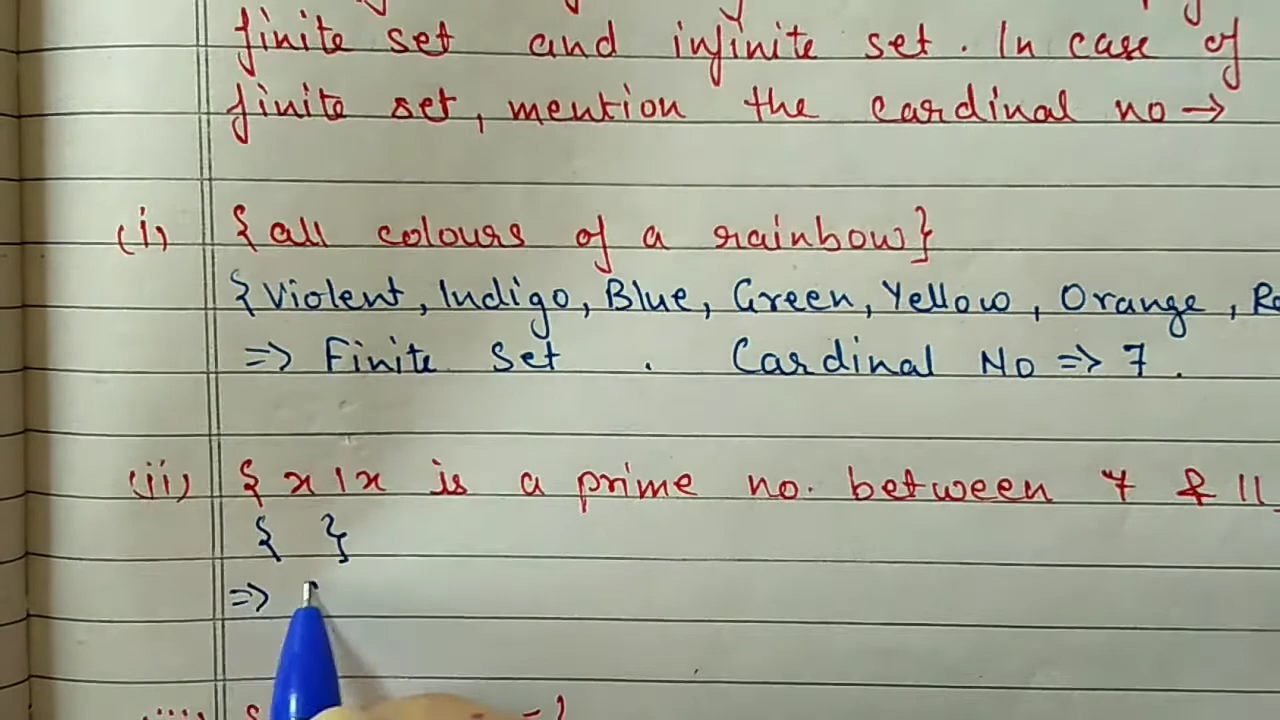 finite set and infinite set. In case of
finite set, mention the cardinal no →
(i) {all colours of a rainbow}
{Violent, Indigo, Blue, Green, Yellow, Orange, Re
=> Finite Set . Cardinal No => 7.
(ii) {x|x is a prime no. between 7 & 11
{ }
=>